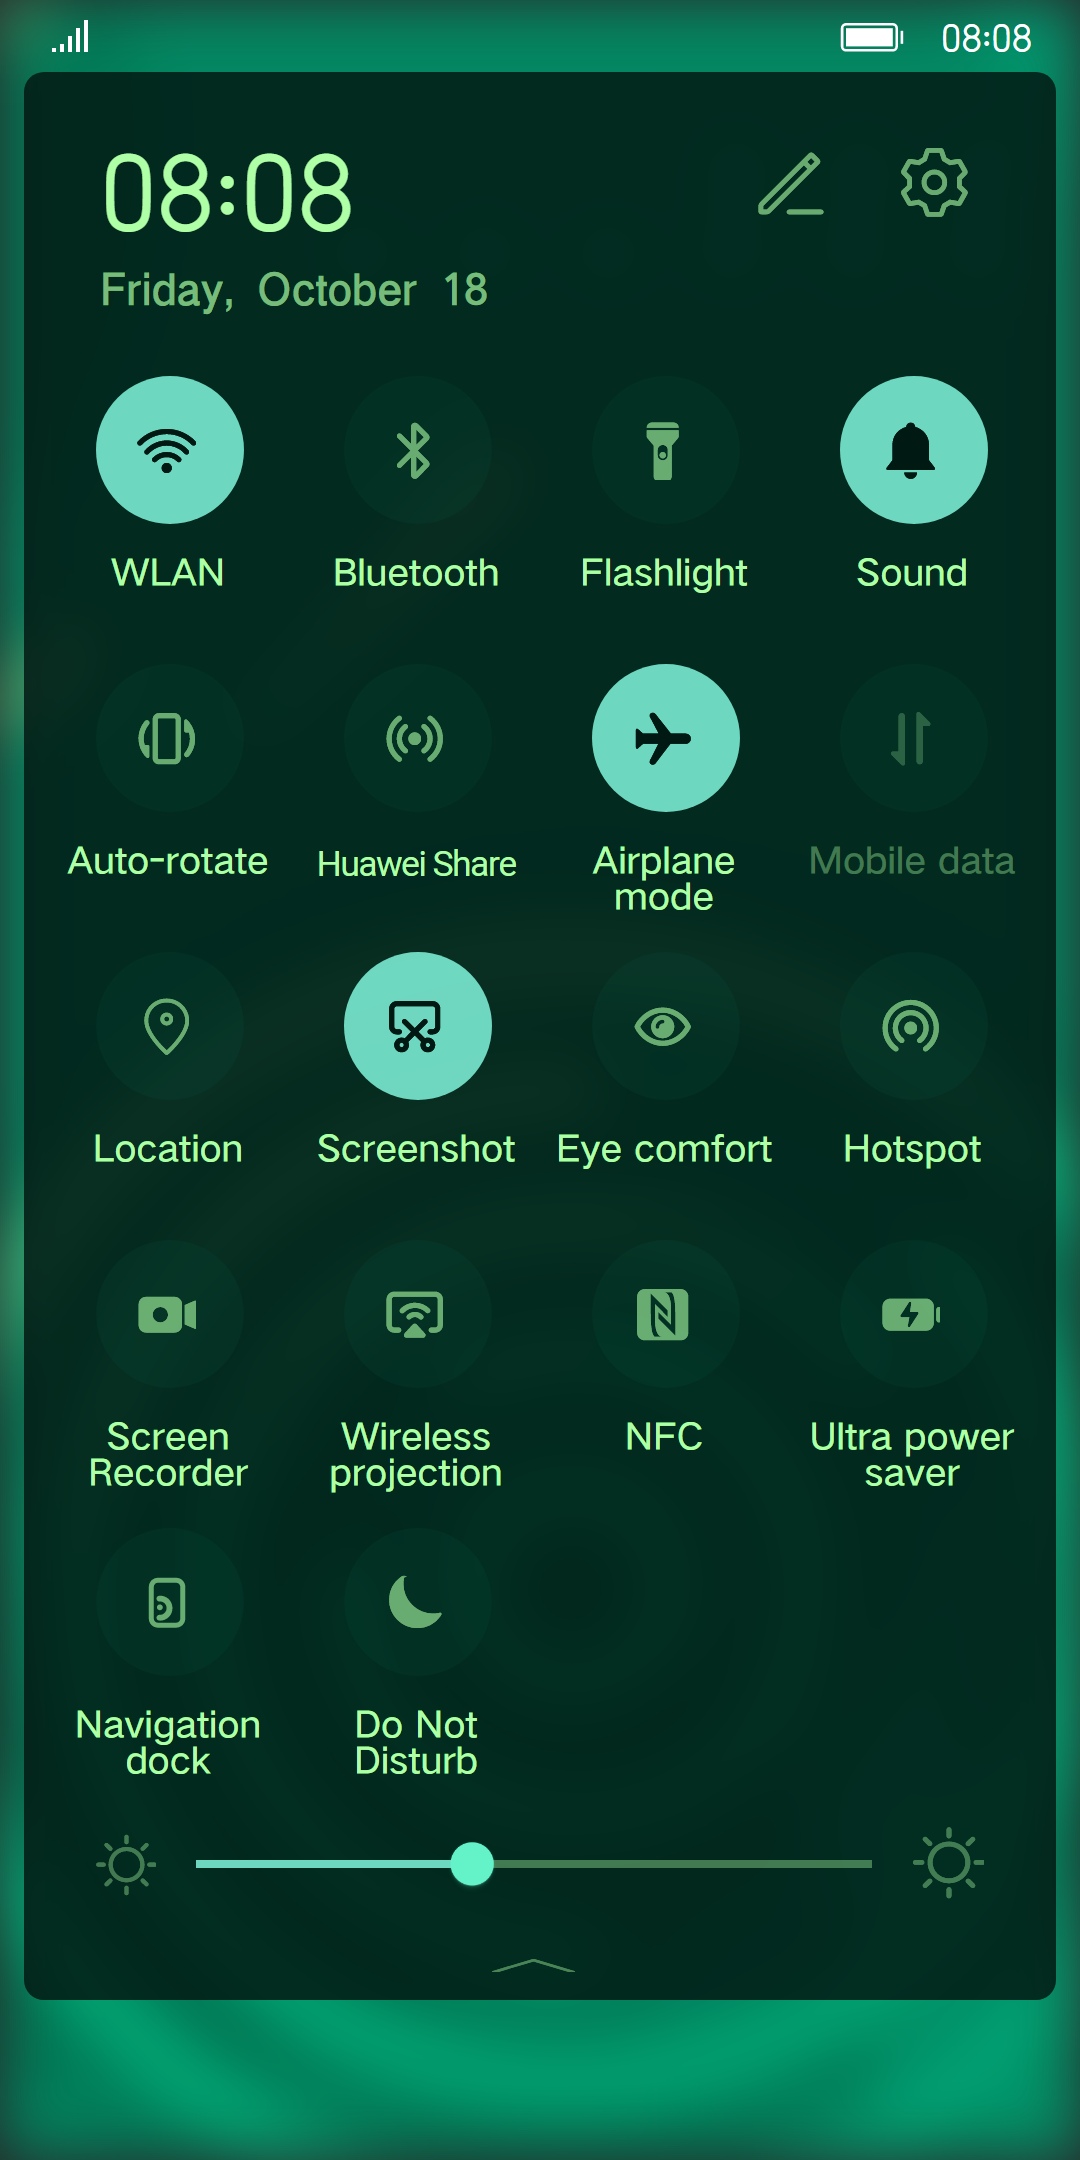 08:08
08:08
Friday, October 18
WLAN
Bluetooth
Flashlight
Sound
Auto-rotate
Huawei Share
Airplane
mode
Mobile data
Location
Screenshot
Eye comfort
Hotspot
Screen
Recorder
Wireless
projection
NFC
Ultra power
saver
Navigation
dock
Do Not
Disturb